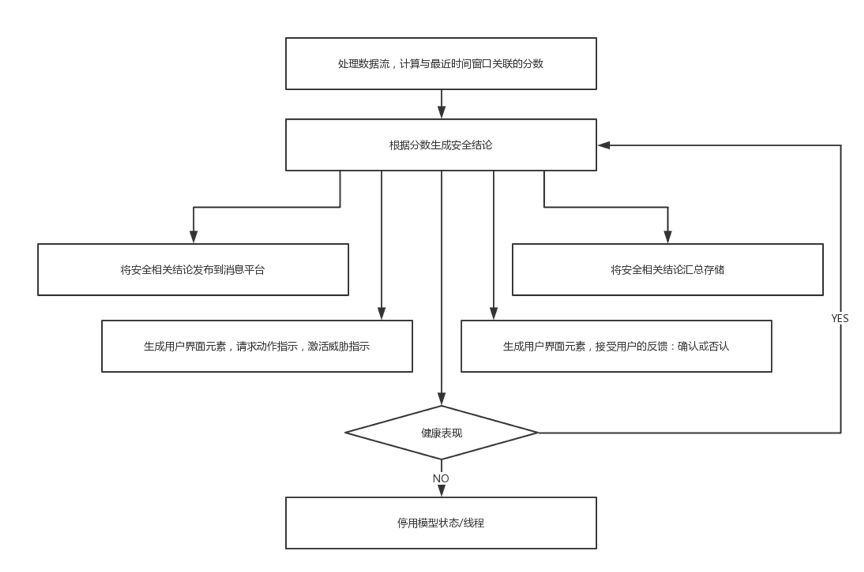 处理数据流，计算与最近时间窗口关联的分数
根据分数生成安全结论
将安全相关结论发布到消息平台
将安全相关结论汇总存储
YES
生成用户界面元素，请求动作指示，激活威胁指示
生成用户界面元素，接受用户的反馈：确认或否认
健康表现
NO
停用模型状态/线程